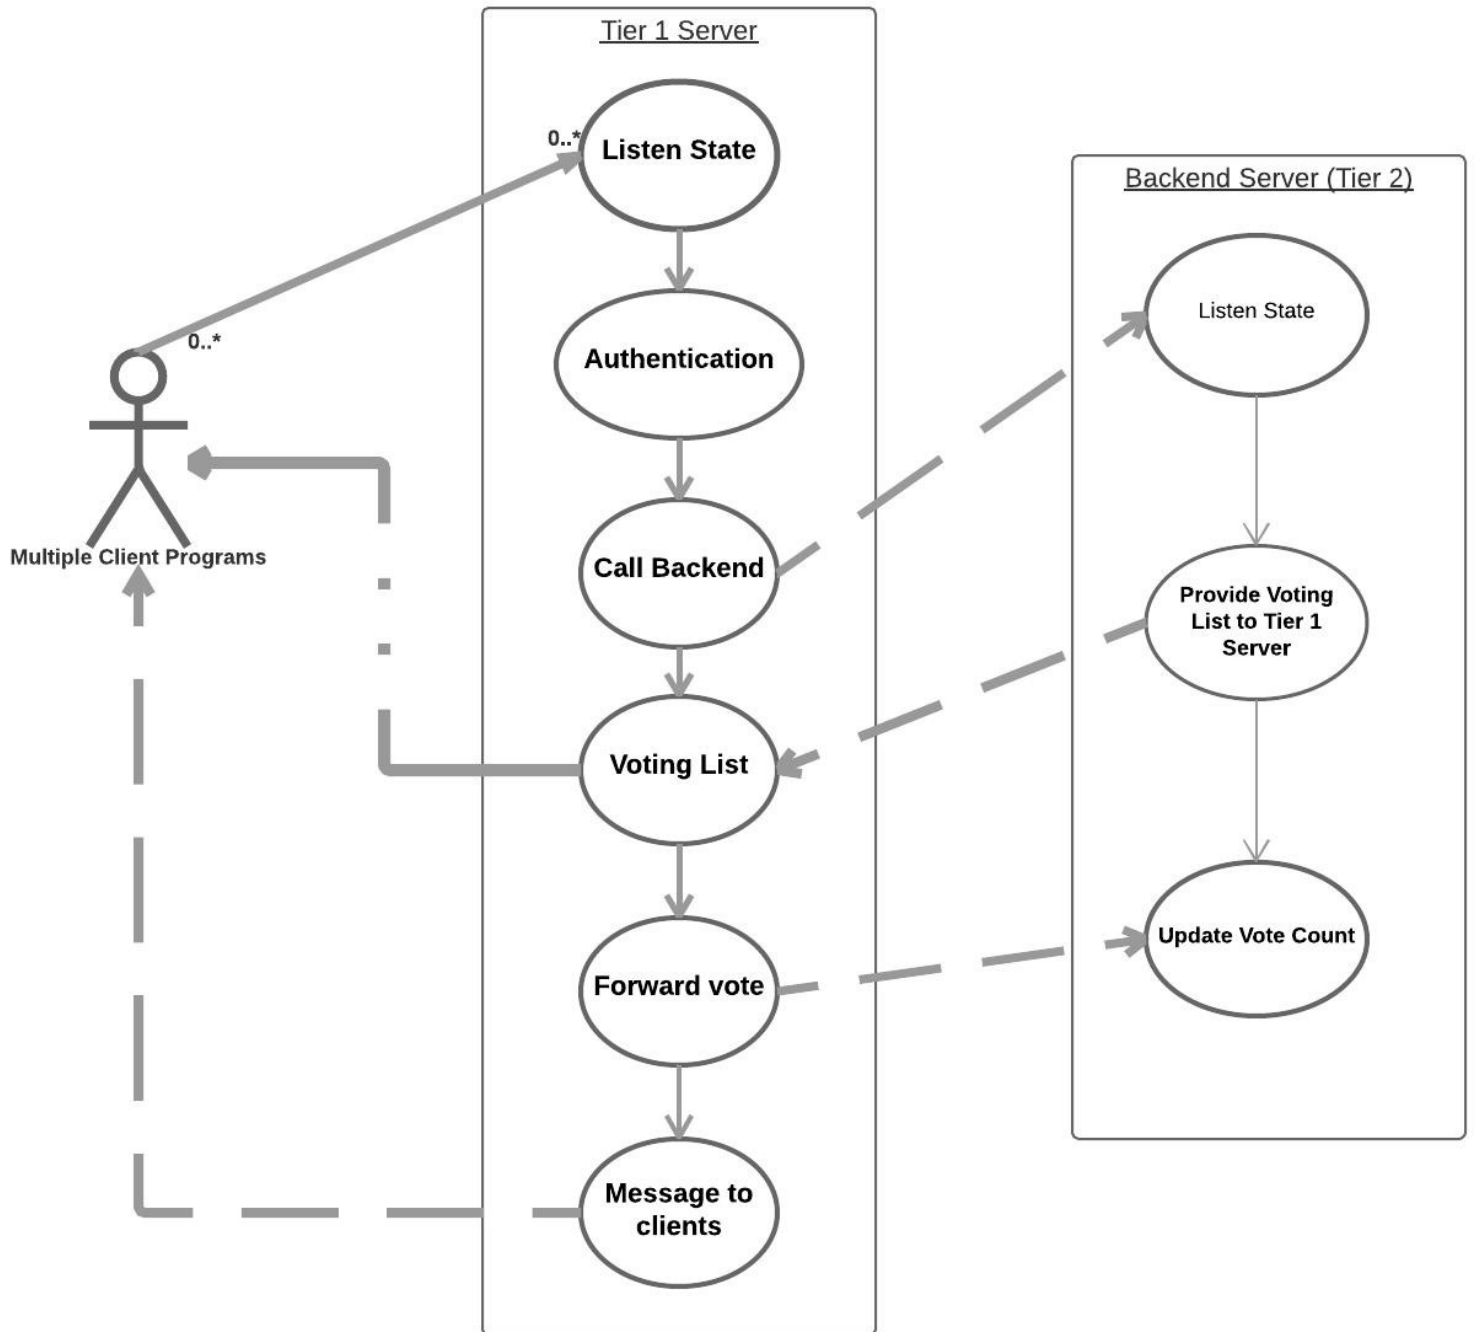 Tier 1 Server
0..*
Listen State
0..*
Multiple Client Programs
Authentication
Call Backend
Voting List
Forward vote
Message to
clients
Backend Server (Tier 2)
Listen State
Provide Voting
List to Tier 1
Server
Update Vote Count